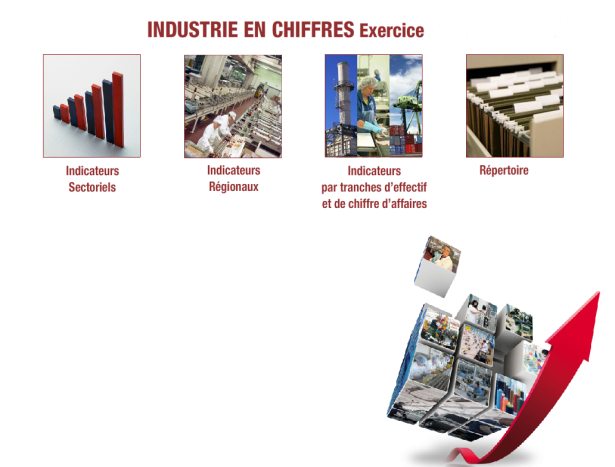 INDUSTRIE EN CHIFFRES Exercice
Indicateurs
Sectoriels
Indicateurs
Régionaux
Indicateurs
par tranches d'effectif
et de chiffre d'affaires
Répertoire